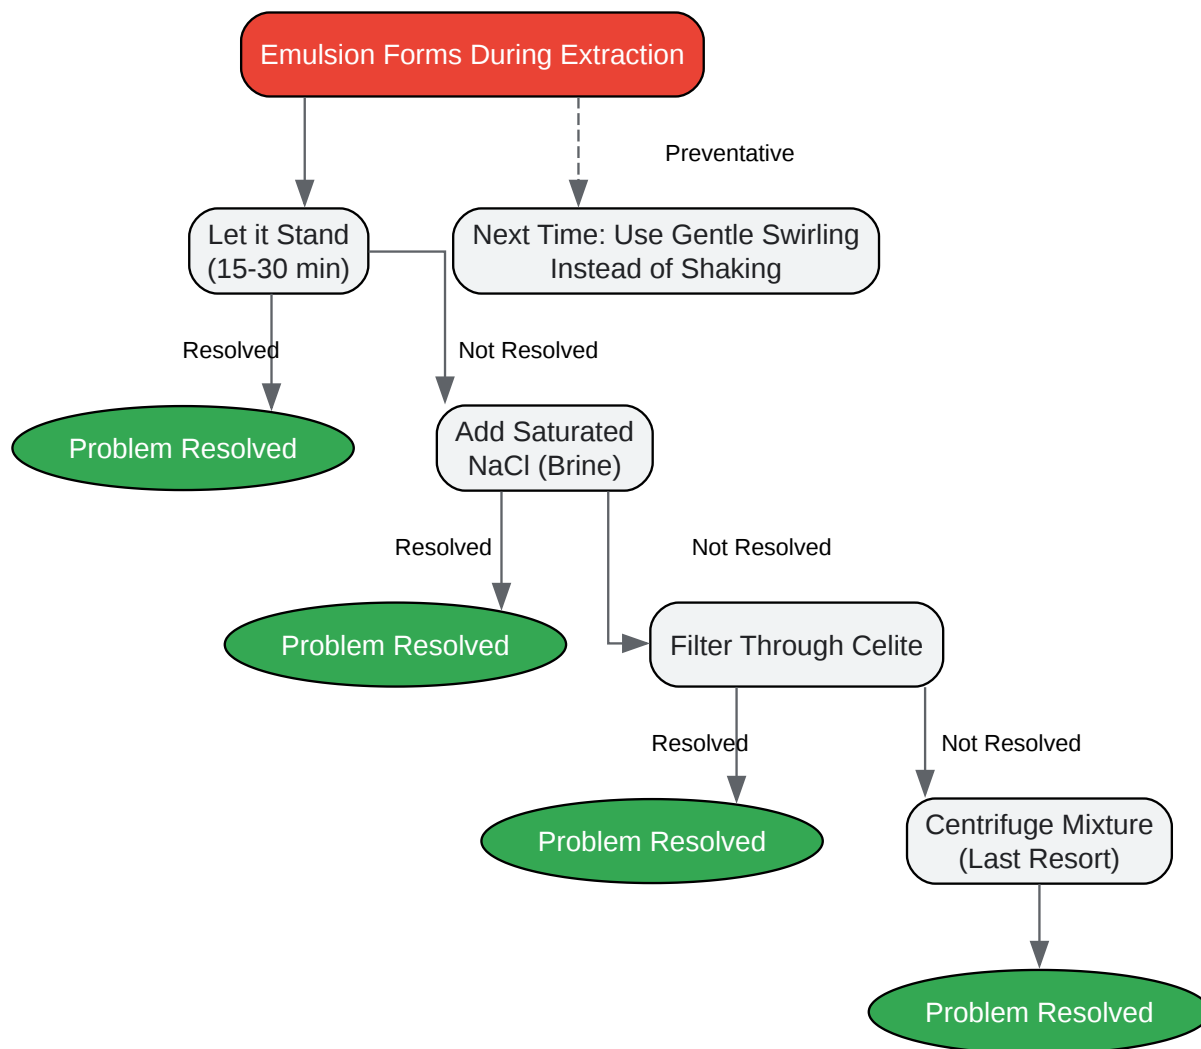 Emulsion Forms During Extraction
Preventative
Let it Stand
(15-30 min)
Next Time: Use Gentle Swirling
Instead of Shaking
Resolved
Not Resolved
Problem Resolved
Add Saturated
NaCl (Brine)
Resolved
Not Resolved
Problem Resolved
Filter Through Celite
Resolved
Not Resolved
Problem Resolved
Centrifuge Mixture
(Last Resort)
Problem Resolved